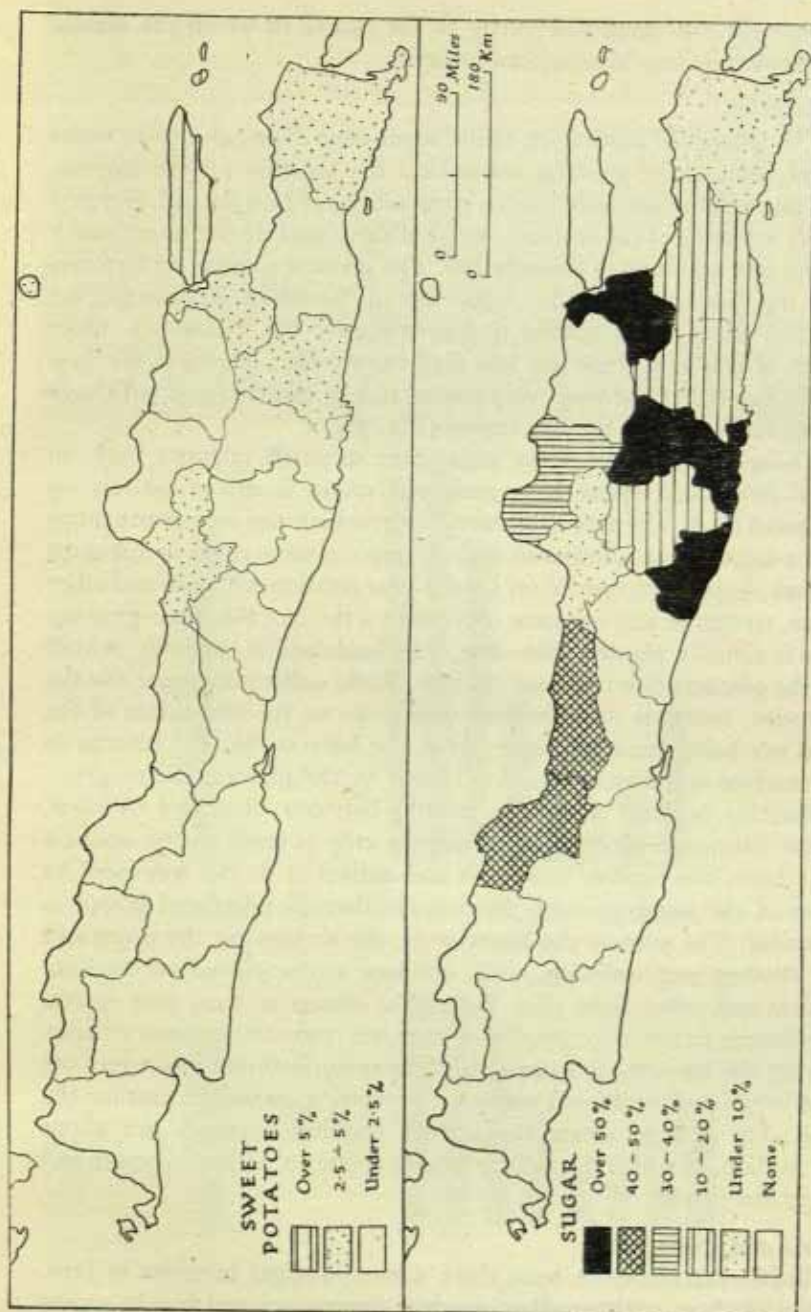 SWEET
POTATOES
Over 5%
2·5–5%
Under 2·5%
0 90 Miles
0 180 Km
SUGAR
Over 50%
40–50%
30–40%
10–20%
Under 10%
None